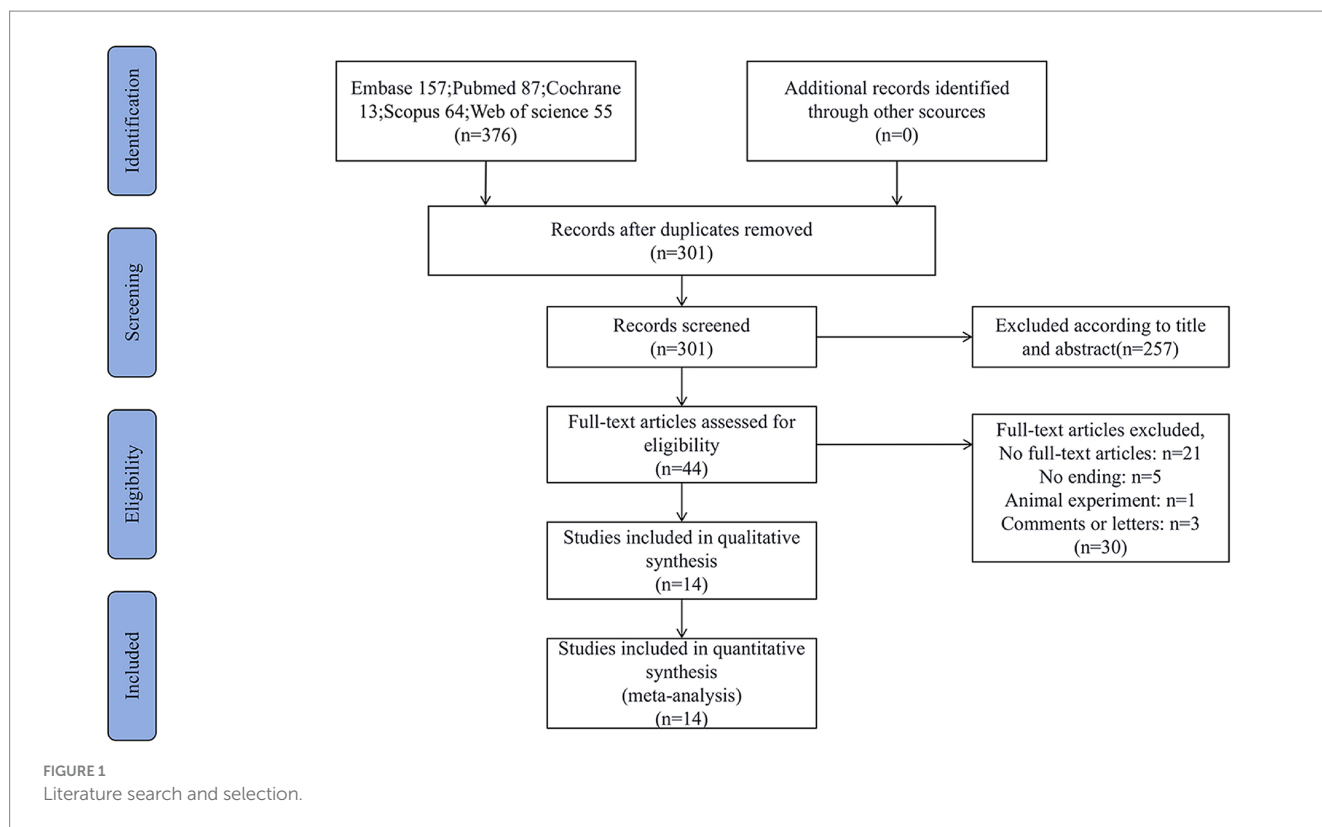 Identification
Embase 157;Pubmed 87;Cochrane
13;Scopus 64;Web of science 55
(n=376)
Additional records identified
through other scources
(n=0)
Records after duplicates removed
(n=301)
Screening
Records screened
(n=301)
Excluded according to title
and abstract(n=257)
Eligibility
Full-text articles assessed for
eligibility
(n=44)
Full-text articles excluded,
No full-text articles: n=21
No ending: n=5
Animal experiment: n=1
Comments or letters: n=3
(n=30)
Studies included in qualitative
synthesis
(n=14)
Included
Studies included in quantitative
synthesis
(meta-analysis)
(n=14)
FIGURE 1
Literature search and selection.